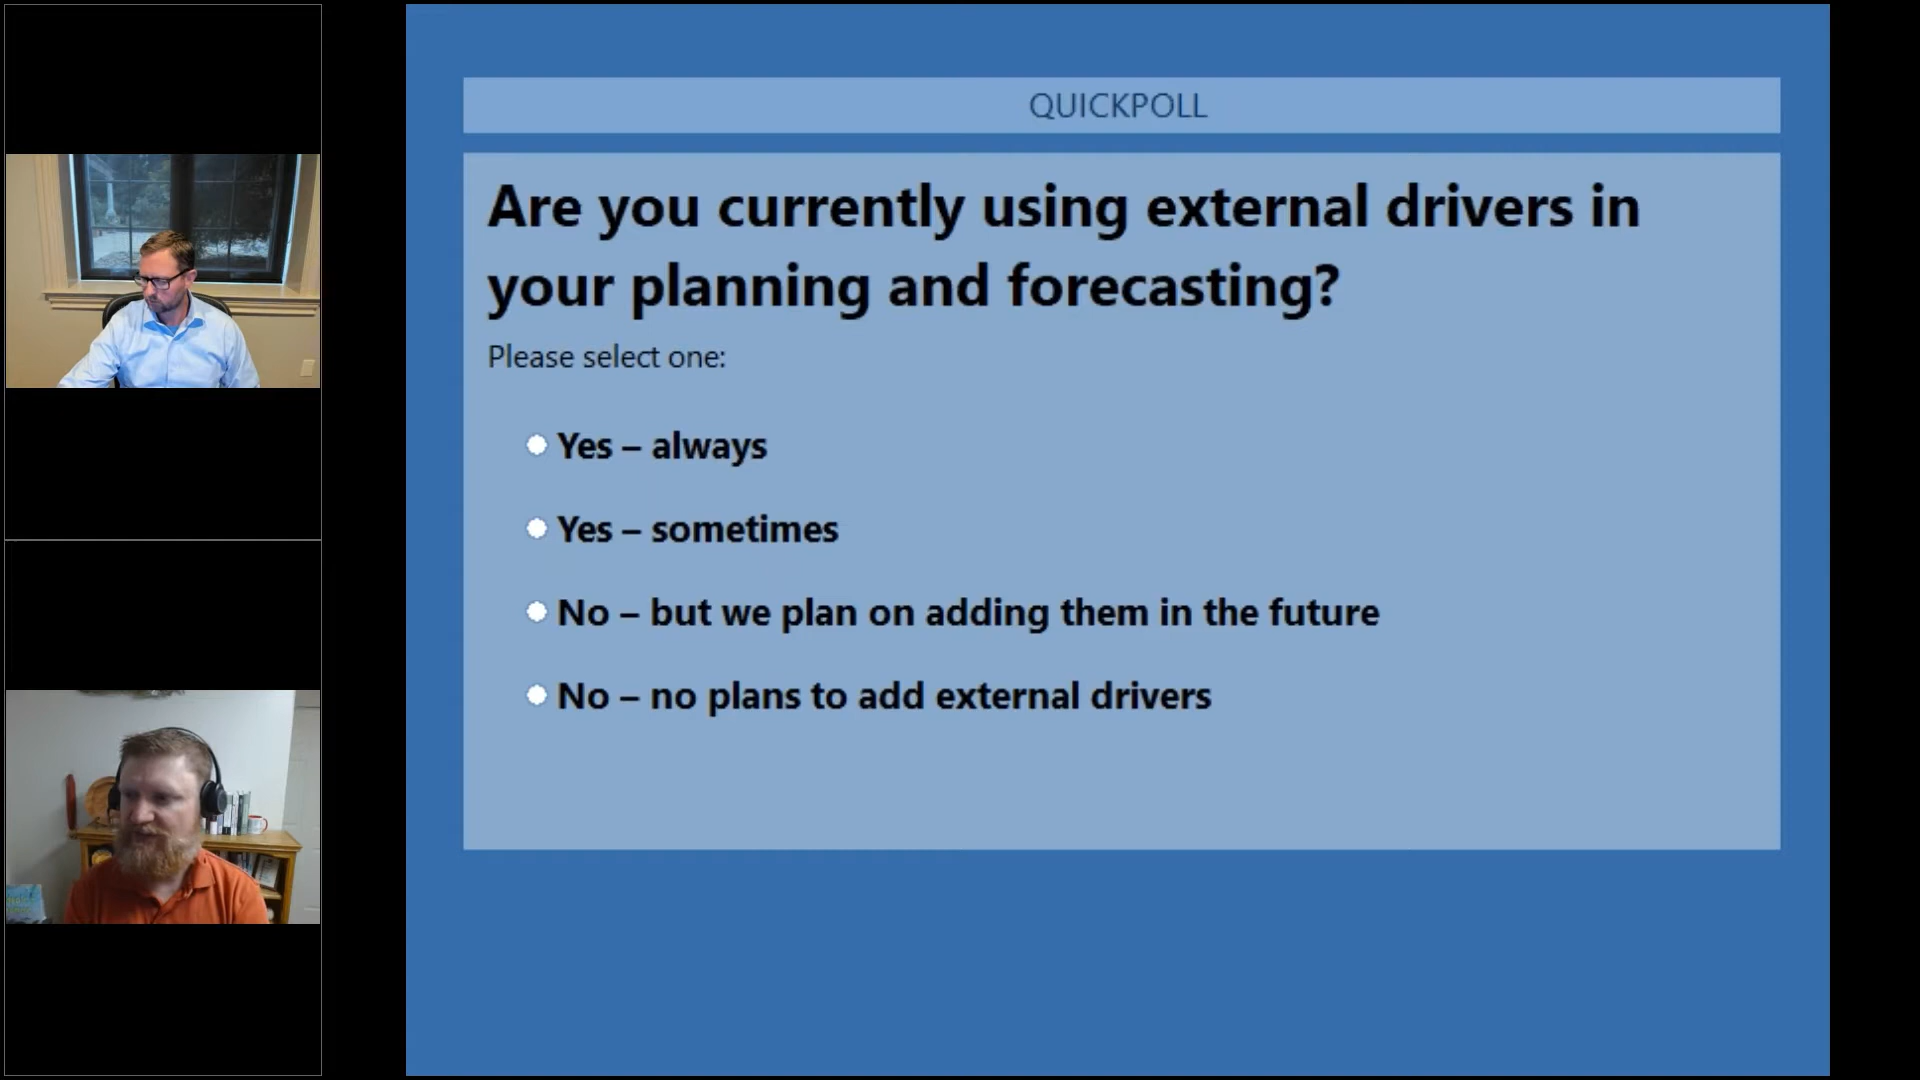 QUICKPOLL
Are you currently using external drivers in
your planning and forecasting?
Please select one:
Yes – always
Yes – sometimes
No – but we plan on adding them in the future
No – no plans to add external drivers